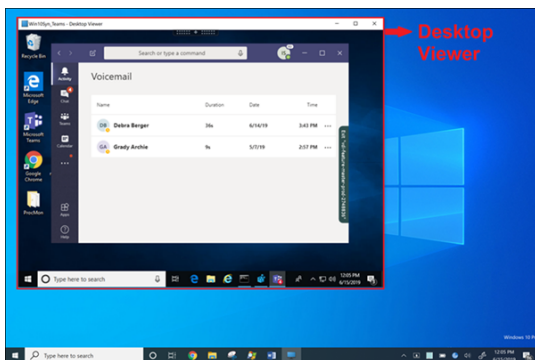 Win10Syn_Teams - Desktop Viewer
Desktop
Viewer
Recycle Bin
Search or type a command
Microsoft
Edge
Activity
Voicemail
Chat
Name Duration Date Time
Teams
DB Debra Berger 36s 6/14/19 3:43 PM
Microsoft
Teams
Calendar
GA Grady Archie 9s 5/7/19 2:57 PM
Google
Chrome
ProcMon
Apps
Help
Type here to search
12:05 PM
6/15/2019
Windows 10 P
Type here to search
12:05 PM